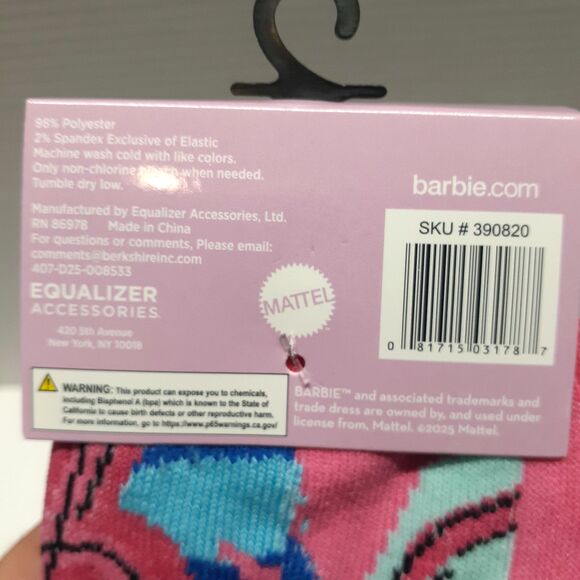 98% Polyester
2% Spandex Exclusive of Elastic
Machine wash cold with like colors.
Only non-chlorine bleach when needed.
Tumble dry low.
Manufactured by Equalizer Accessories, Ltd.
RN 86978 Made in China
For questions or comments, Please email:
comments@berkshireinc.com
407-D25-008533
EQUALIZER
ACCESSORIES
420 5th Avenue
New York, NY 10018
WARNING: This product can expose you to chemicals,
including Bisphenol A (bpa) which is known to the State of
California to cause birth defects or other reproductive harm.
For more information, go to https://www.p65warnings.ca.gov/
MATTEL
barbie.com
SKU # 390820
0 81715 03178 7
BARBIE™ and associated trademarks and
trade dress are owned by, and used under
license from, Mattel. ©2025 Mattel.